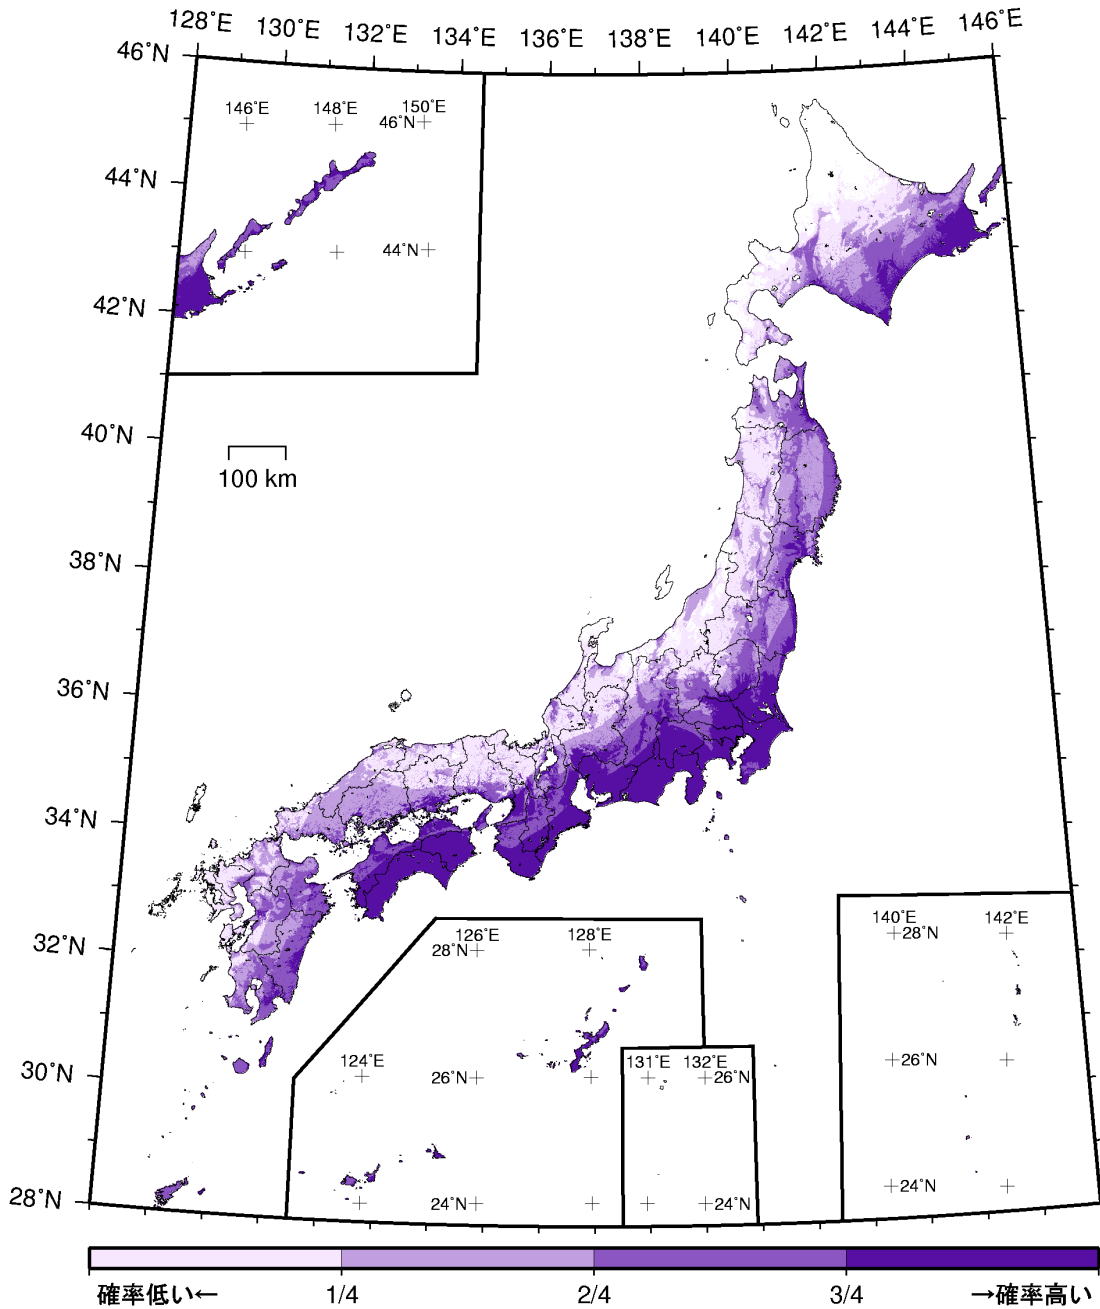 128°E 130°E 132°E 134°E 136°E 138°E 140°E 142°E 144°E 146°E
46°N
146°E 148°E 150°E
46°N
44°N
44°N
42°N
40°N
100 km
38°N
36°N
34°N
32°N
126°E 128°E
28°N
140°E 142°E
28°N
30°N
124°E
26°N
131°E 132°E
26°N
26°N
28°N
24°N
24°N
24°N
確率低い← 1/4 2/4 3/4 →確率高い